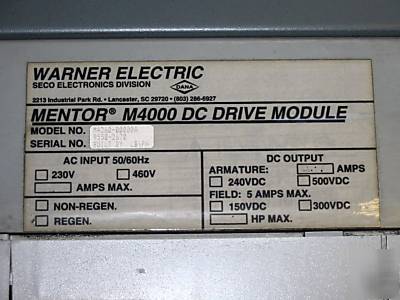 WARNER ELECTRIC
SECO ELECTRONICS DIVISION
DANA
2213 Industrial Park Rd. • Lancaster, SC 29720 • (803) 286-6927
MENTOR® M4000 DC DRIVE MODULE
MODEL NO.
SERIAL NO.
AC INPUT 50/60Hz
230V 460V
AMPS MAX.
NON-REGEN.
REGEN.
DC OUTPUT
ARMATURE: AMPS
240VDC 500VDC
FIELD: 5 AMPS MAX.
150VDC 300VDC
HP MAX.